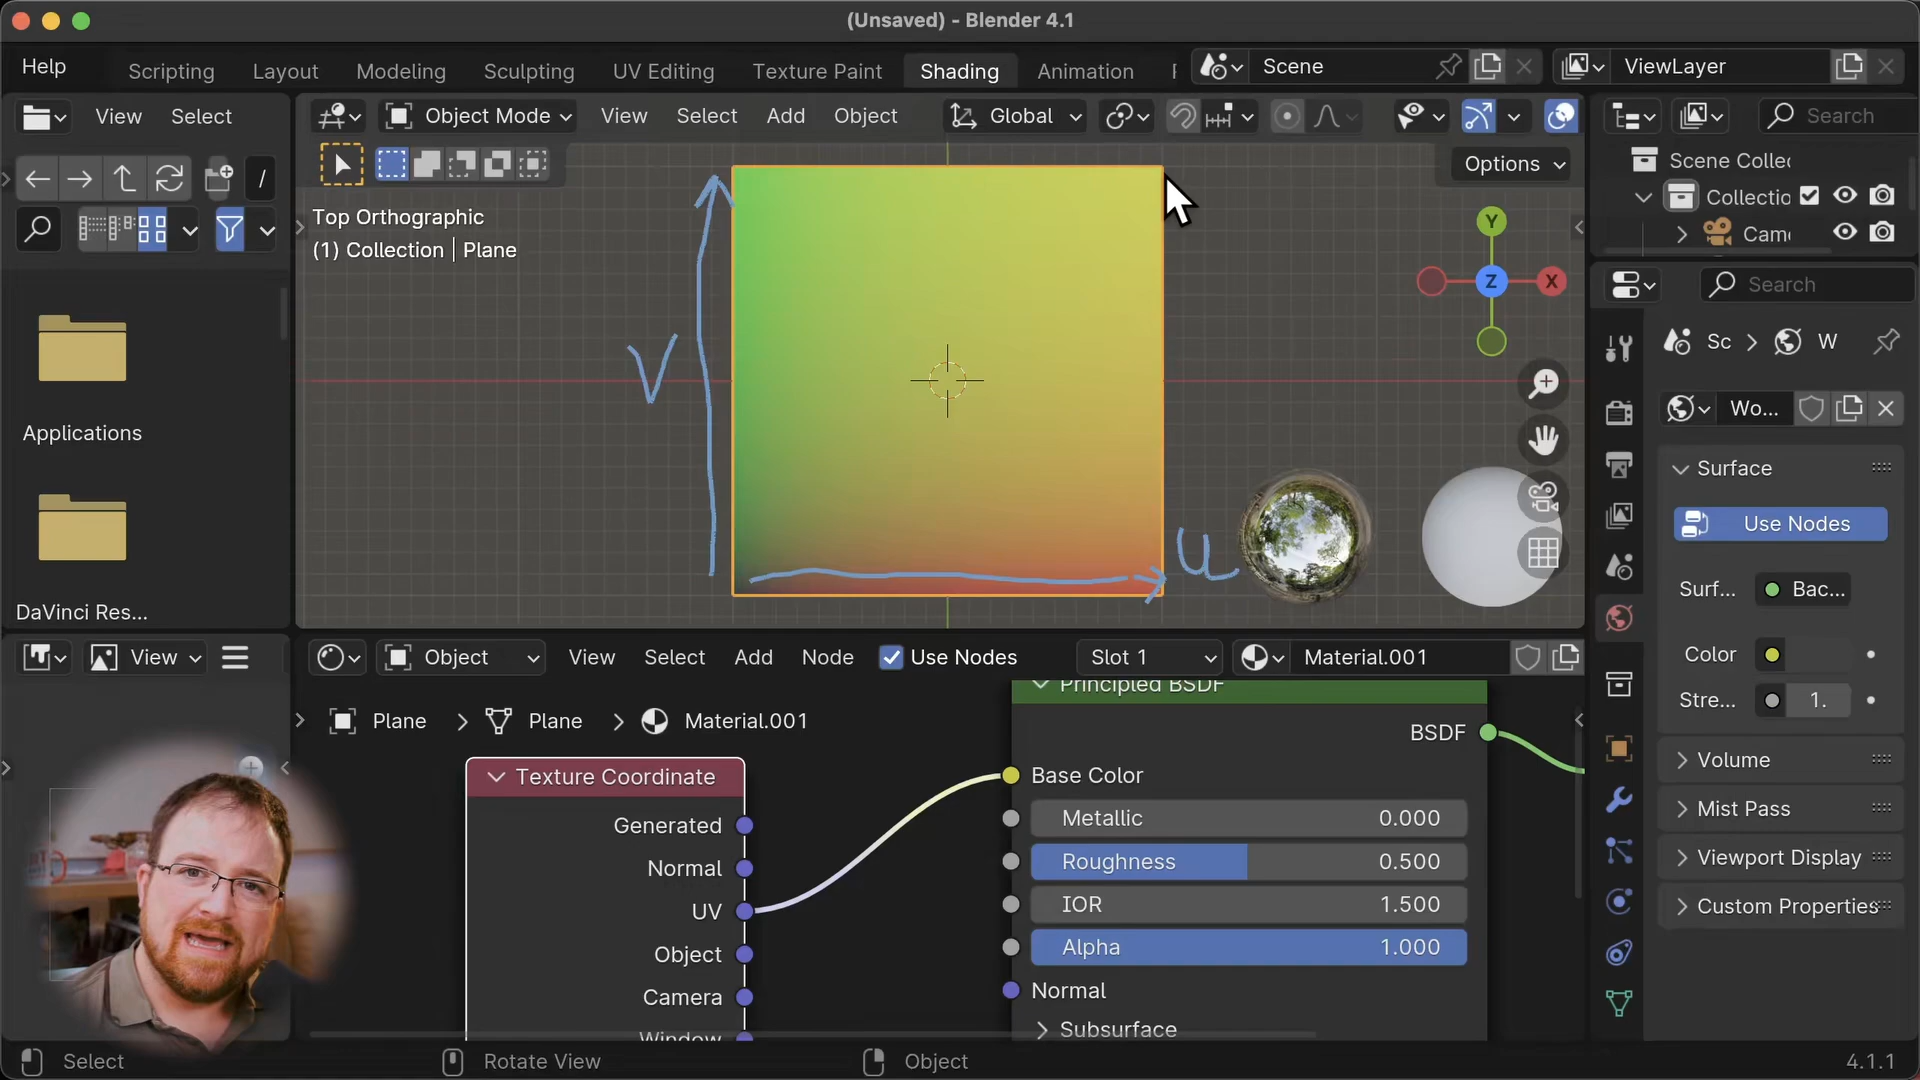 (Unsaved) - Blender 4.1
Help
Scripting
Layout
Modeling
Sculpting
UV Editing
Texture Paint
Shading
Animation
Scene
ViewLayer
View
Select
Object Mode
View
Select
Add
Object
Global
Search
/
Options
Top Orthographic
(1) Collection | Plane
V
u
Y
Z
X
Scene Collec
Collectio
Came
Search
Sc
W
Wo...
Surface
Use Nodes
Surf...
Bac...
Color
Stre...
1.
Volume
Mist Pass
Viewport Display
Custom Properties
Applications
DaVinci Res...
View
Object
View
Select
Add
Node
Use Nodes
Slot 1
Material.001
Plane
Plane
Material.001
Texture Coordinate
Generated
Normal
UV
Object
Camera
Window
Principled BSDF
BSDF
Base Color
Metallic 0.000
Roughness 0.500
IOR 1.500
Alpha 1.000
Normal
Subsurface
Select
Rotate View
Object
4.1.1